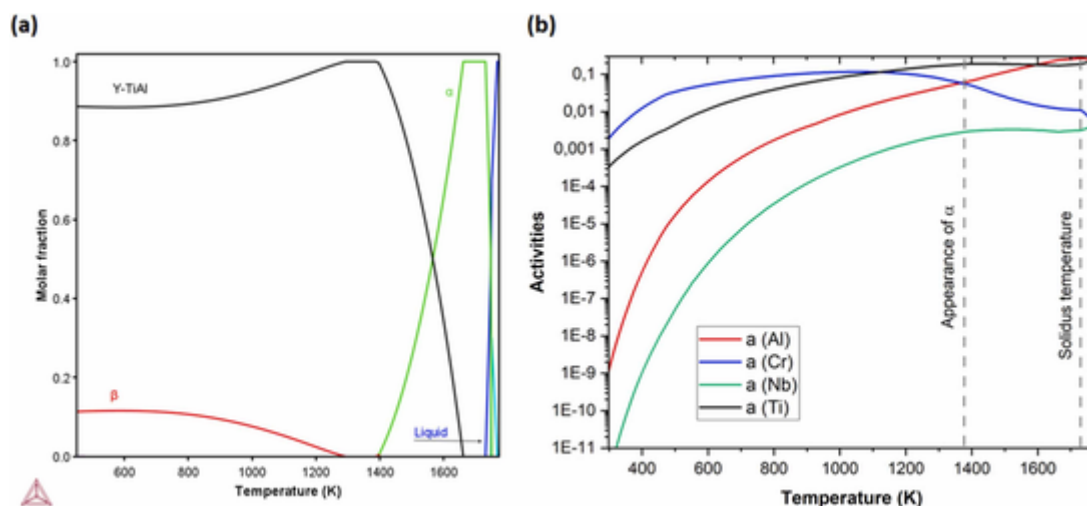 (a)
1.0
0.8
0.6
0.4
0.2
0.0
Molar fraction
Y-TiAl
α
β
Liquid
600
800
1000
1200
1400
1600
Temperature (K)
(b)
0,1
0,01
0,001
1E-4
1E-5
1E-6
1E-7
1E-8
1E-9
1E-10
1E-11
Activities
a (Al)
a (Cr)
a (Nb)
a (Ti)
Appearance of α
Solidus temperature
400
600
800
1000
1200
1400
1600
Temperature (K)